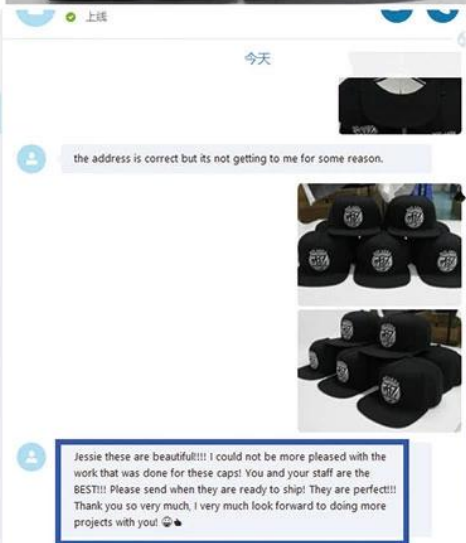 上线
今天
the address is correct but its not getting to me for some reason.
Jessie these are beautiful!!!! I could not be more pleased with the
work that was done for these caps! You and your staff are the
BEST!!! Please send when they are ready to ship! They are perfect!!!
Thank you so very much, I very much look forward to doing more
projects with you!